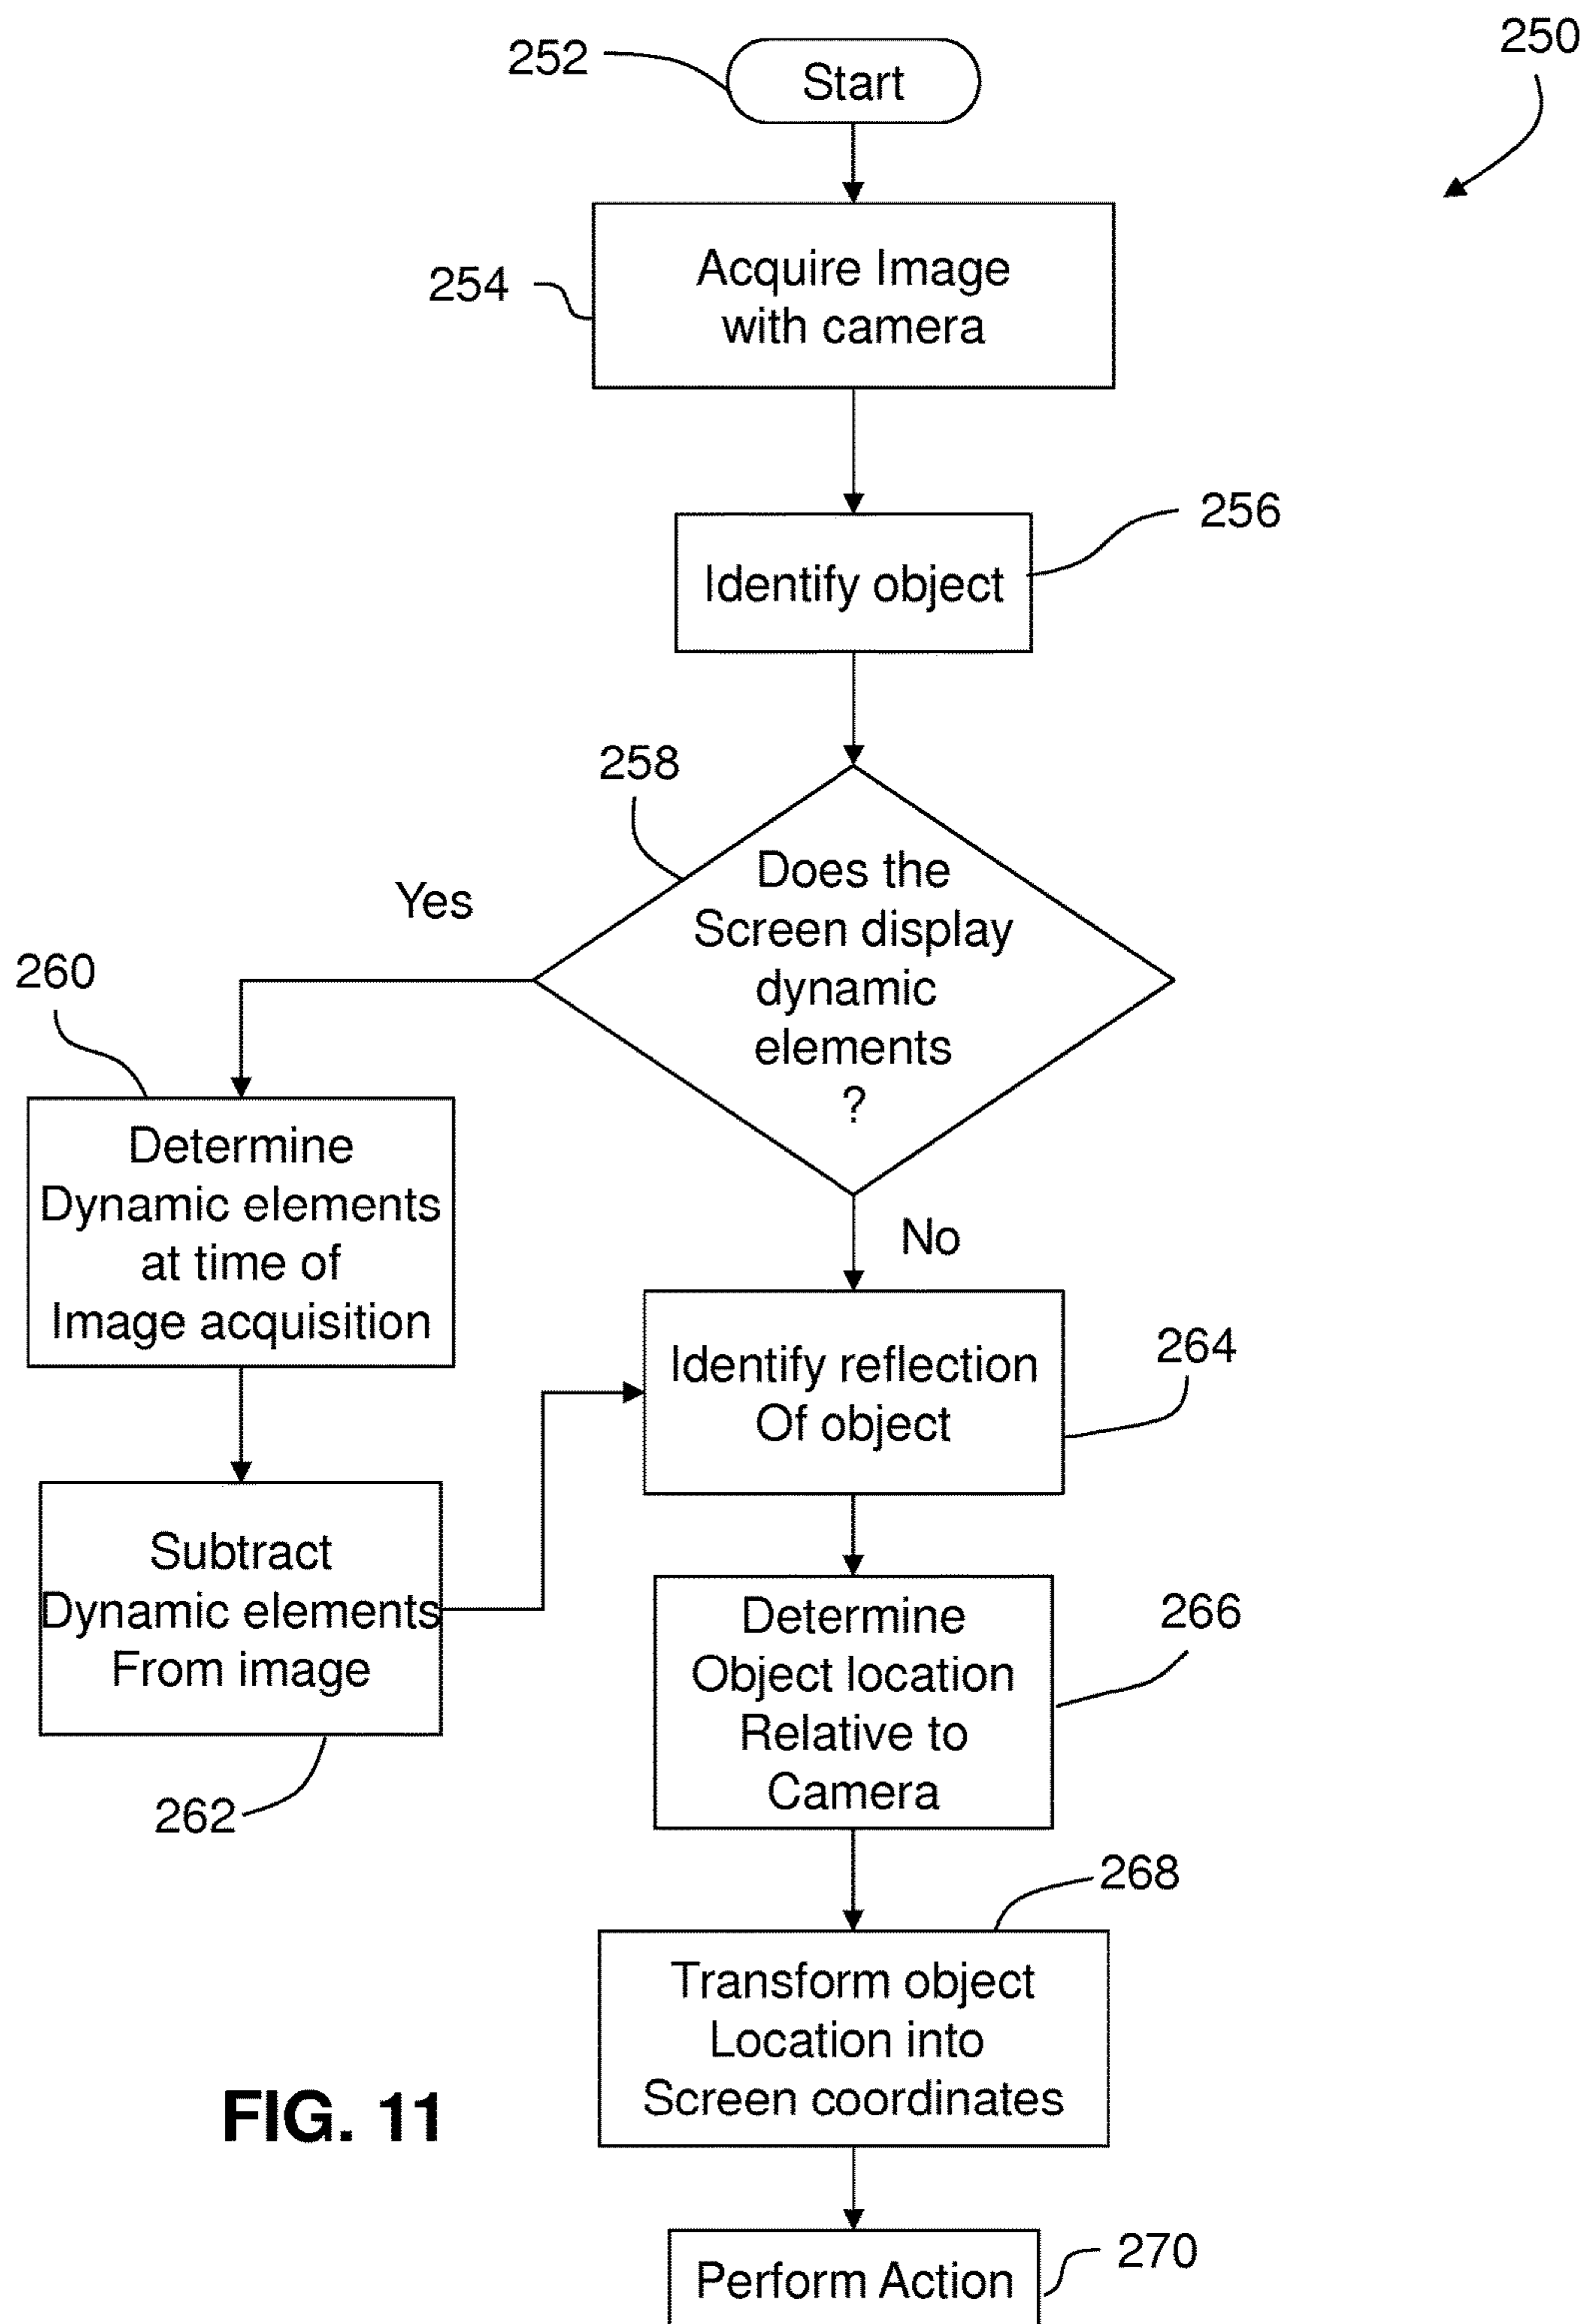 250
252
Start
254
Acquire Image
with camera
256
Identify object
258
Does the
Screen display
dynamic
elements
?
Yes
No
260
Determine
Dynamic elements
at time of
Image acquisition
Subtract
Dynamic elements
From image
262
Identify reflection
Of object
264
Determine
Object location
Relative to
Camera
266
268
Transform object
Location into
Screen coordinates
Perform Action
270
FIG. 11